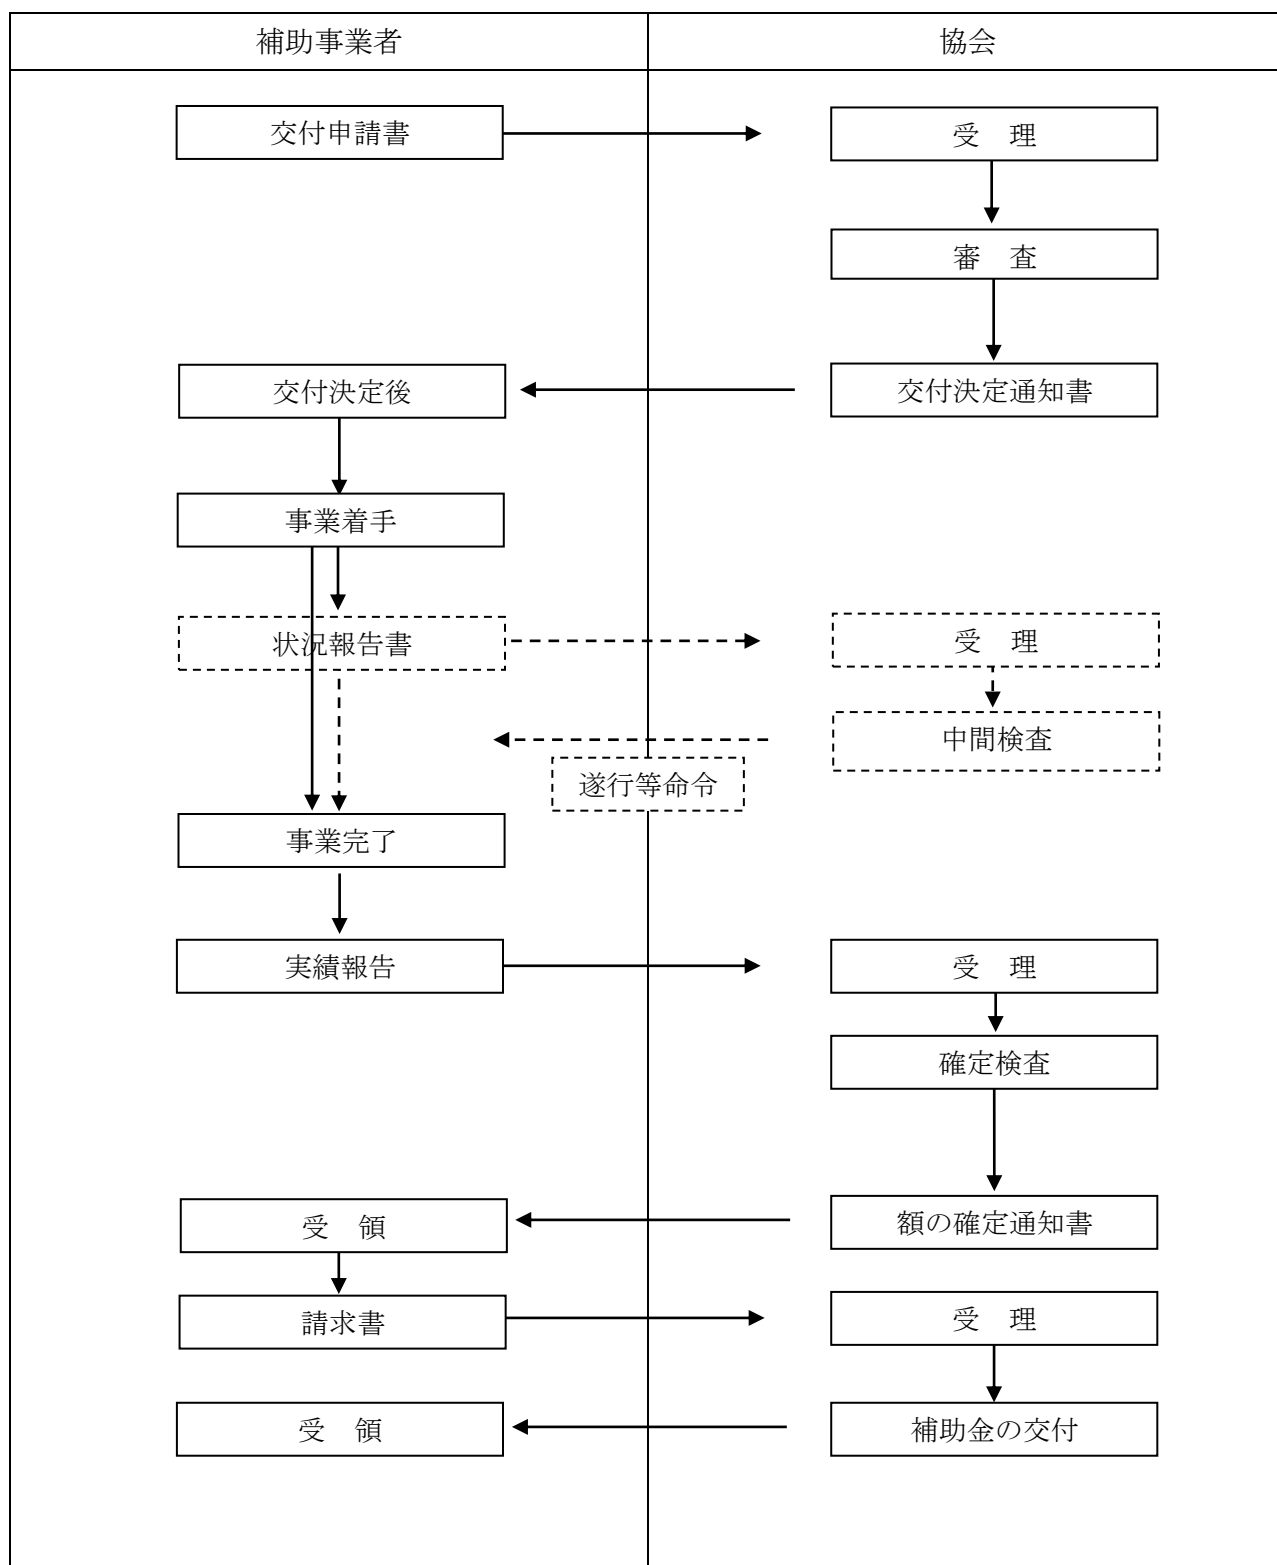 補助事業者
協会
交付申請書
受　理
審　査
交付決定後
交付決定通知書
事業着手
状況報告書
受　理
中間検査
遂行等命令
事業完了
実績報告
受　理
確定検査
受　領
額の確定通知書
請求書
受　理
受　領
補助金の交付